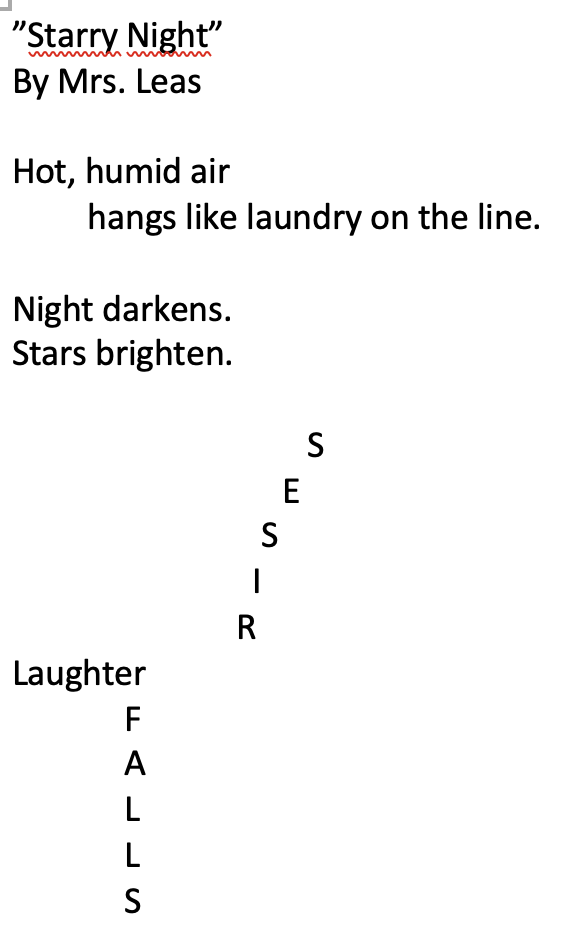 ”Starry Night”
By Mrs. Leas
Hot, humid air
hangs like laundry on the line.
Night darkens.
Stars brighten.
S
E
S
I
R
Laughter
F
A
L
L
S